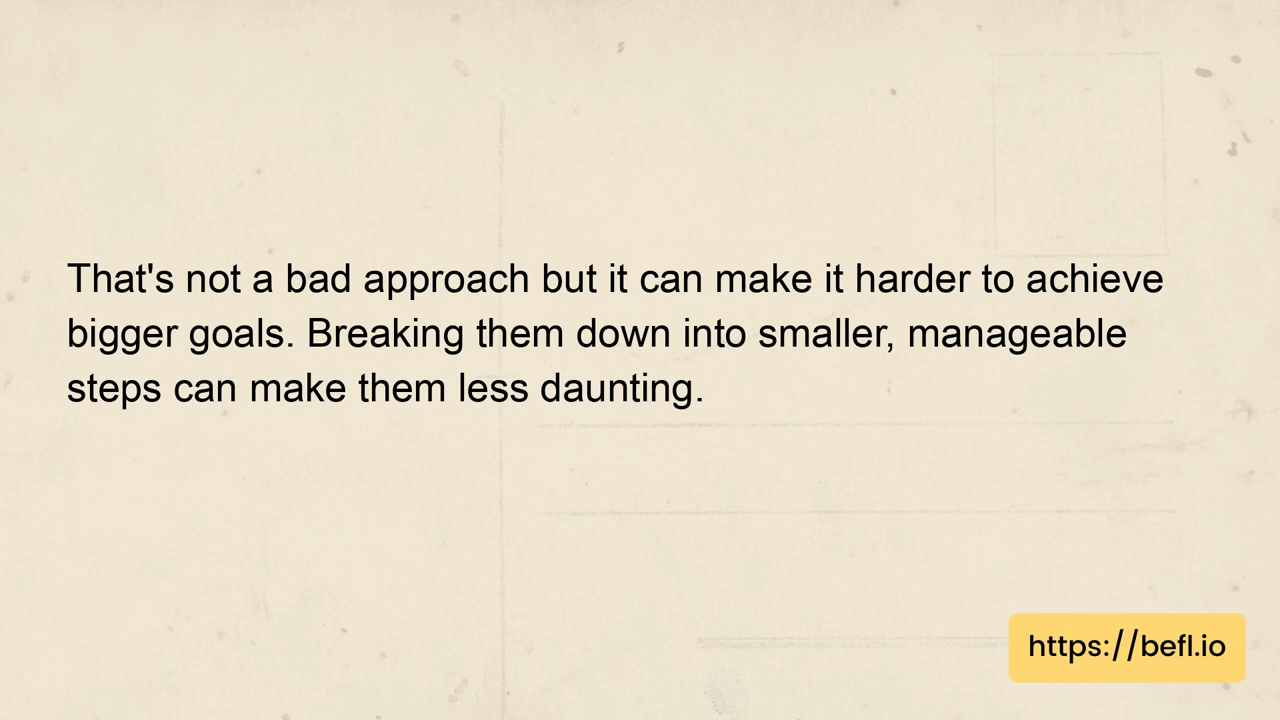 That's not a bad approach but it can make it harder to achieve
bigger goals. Breaking them down into smaller, manageable
steps can make them less daunting.
https://befl.io